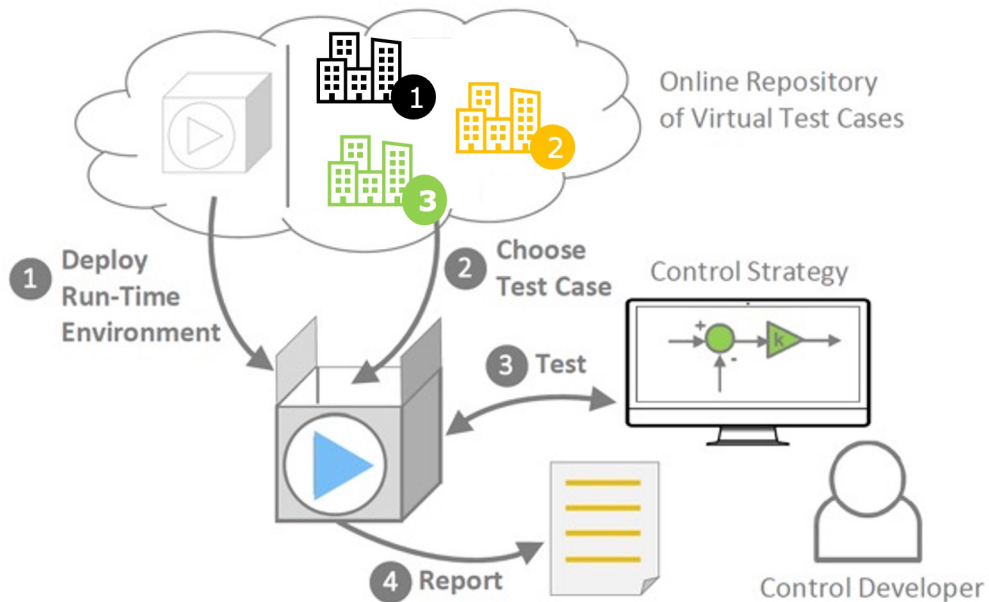 1
2
3
Online Repository
of Virtual Test Cases
1 Deploy
Run-Time
Environment
2 Choose
Test Case
Control Strategy
+
-
k
3 Test
4 Report
Control Developer